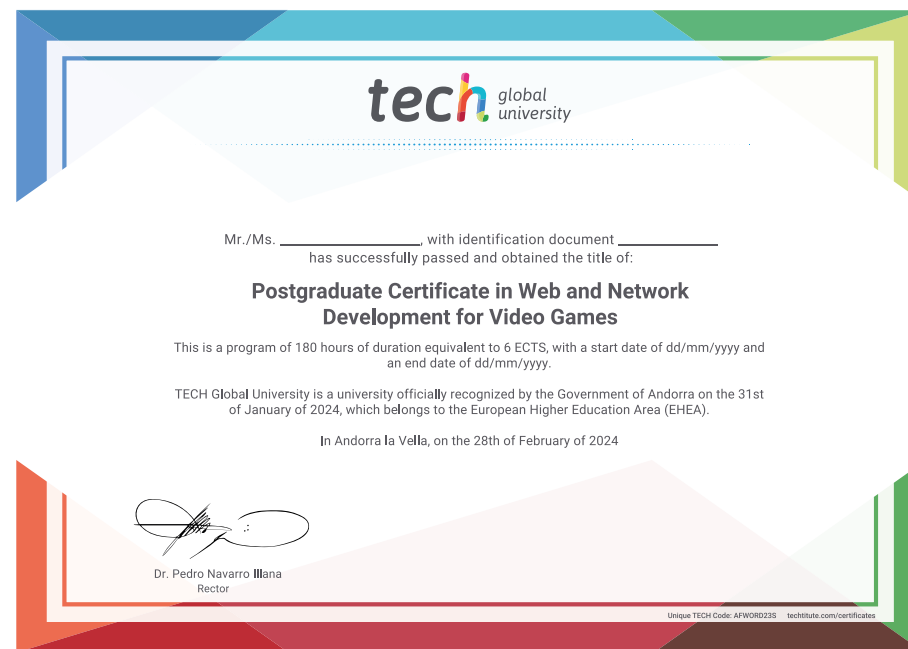 tech global university
Mr./Ms. ____________, with identification document ____________
has successfully passed and obtained the title of:
Postgraduate Certificate in Web and Network
Development for Video Games
This is a program of 180 hours of duration equivalent to 6 ECTS, with a start date of dd/mm/yyyy and
an end date of dd/mm/yyyy.
TECH Global University is a university officially recognized by the Government of Andorra on the 31st
of January of 2024, which belongs to the European Higher Education Area (EHEA).
In Andorra la Vella, on the 28th of February of 2024
Dr. Pedro Navarro Illana
Rector
Unique TECH Code: AFWORD23S techtitute.com/certificates